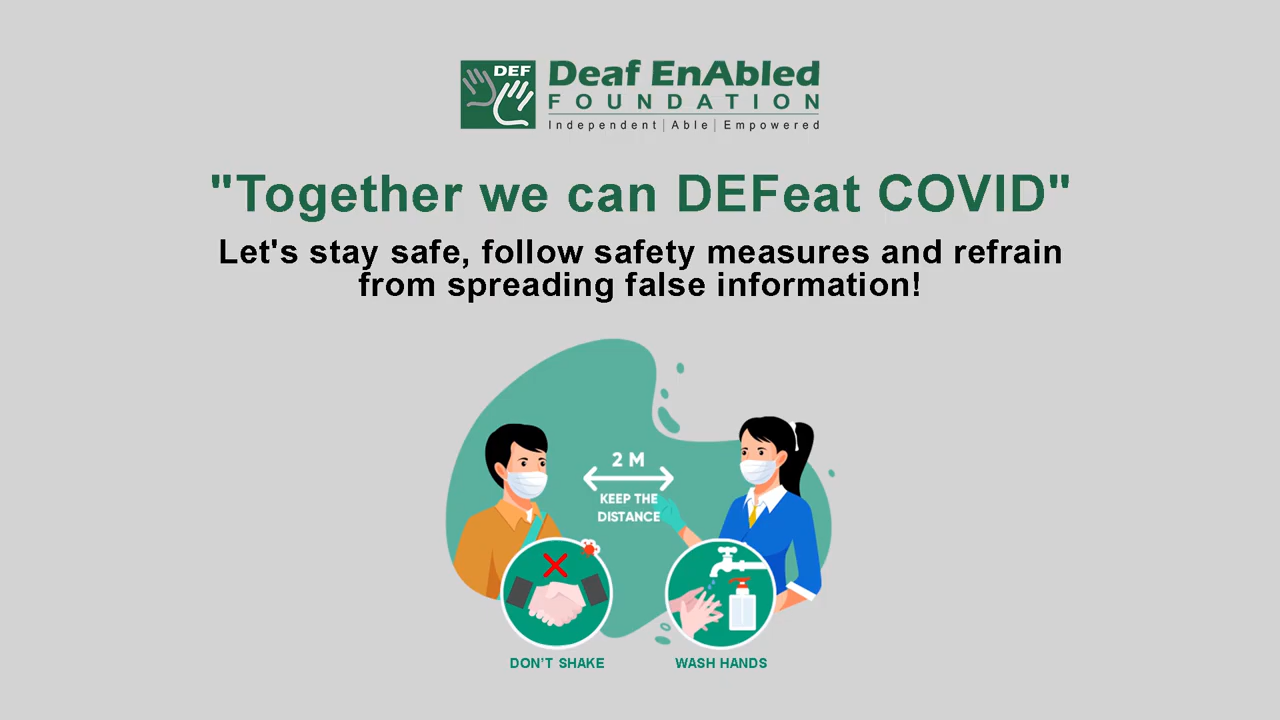 DEF
Deaf EnAbled
FOUNDATION
Independent | Able | Empowered
"Together we can DEFeat COVID"
Let's stay safe, follow safety measures and refrain
from spreading false information!
2 M
KEEP THE
DISTANCE
DON'T SHAKE
WASH HANDS